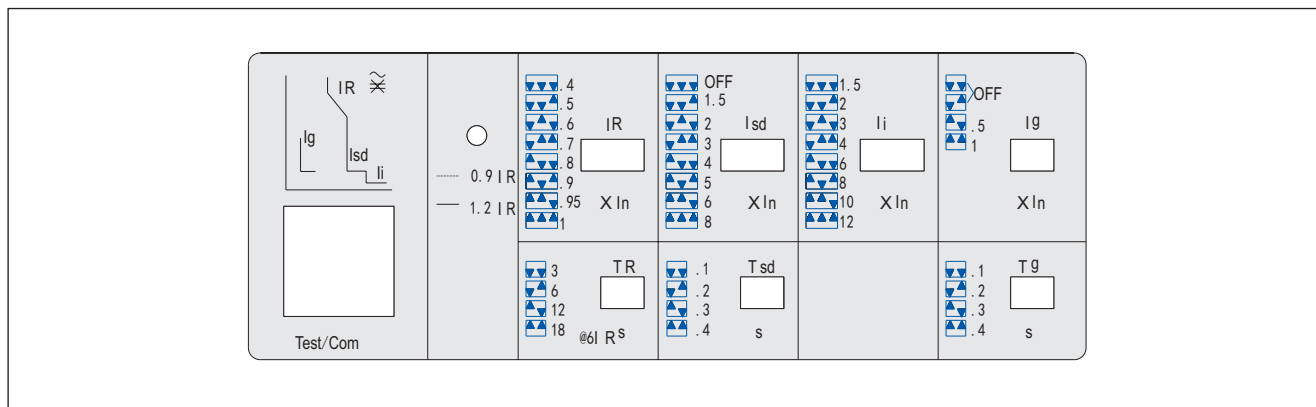 IR
Ig
Isd
Ii
Test/Com
0.9 IR
1.2 IR
.4
.5
.6
.7
.8
.9
.95
1
IR
X In
OFF
1.5
2
3
4
5
6
8
Isd
X In
1.5
2
3
4
6
8
10
12
Ii
X In
OFF
.5
1
Ig
X In
3
6
12
18
TR
@6I R s
.1
.2
.3
.4
Tsd
s
.1
.2
.3
.4
Tg
s